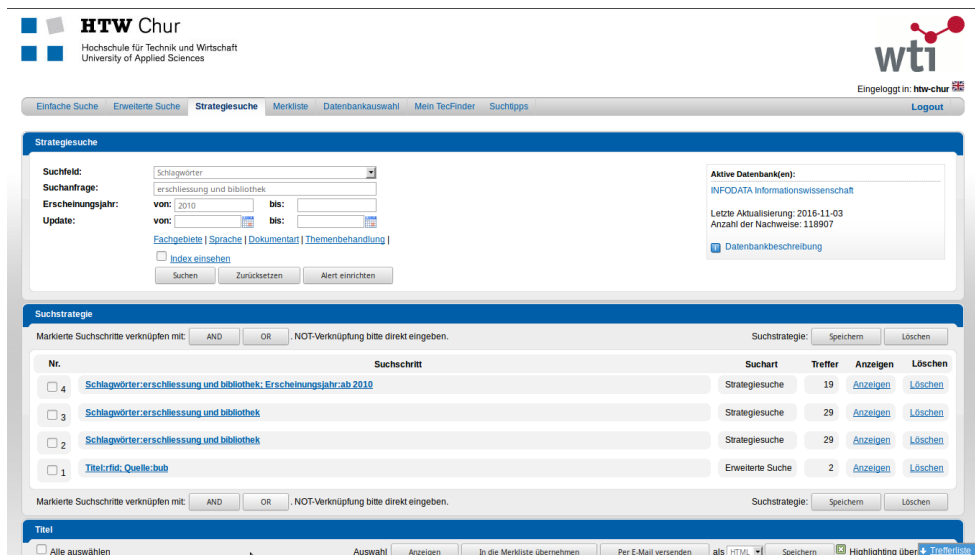 HTW Chur
Hochschule für Technik und Wirtschaft
University of Applied Sciences
wti
Eingeloggt in: htw-chur
Einfache Suche Erweiterte Suche Strategiesuche Merkliste Datenbankauswahl Mein TecFinder Suchtipps Logout
Strategiesuche
Suchfeld: Schlagwörter
Suchanfrage: erschliessung und bibliothek
Erscheinungsjahr: von: 2010 bis:
Update: von: bis:
Fachgebiete | Sprache | Dokumentart | Themenbehandlung |
Index einsehen
Suchen Zurücksetzen Alert einrichten
Aktive Datenbank(en):
INFODATA Informationswissenschaft
Letzte Aktualisierung: 2016-11-03
Anzahl der Nachweise: 118907
Datenbankbeschreibung
Suchstrategie
Markierte Suchschritte verknüpfen mit: AND OR . NOT-Verknüpfung bitte direkt eingeben. Suchstrategie: Speichern Löschen
Nr. Suchschritt Suchart Treffer Anzeigen Löschen
4 Schlagwörter:erschliessung und bibliothek; Erscheinungsjahr:ab 2010 Strategiesuche 19 Anzeigen Löschen
3 Schlagwörter:erschliessung und bibliothek Strategiesuche 29 Anzeigen Löschen
2 Schlagwörter:erschliessung und bibliothek Strategiesuche 29 Anzeigen Löschen
1 Titel:rfid; Quelle:bub Erweiterte Suche 2 Anzeigen Löschen
Markierte Suchschritte verknüpfen mit: AND OR . NOT-Verknüpfung bitte direkt eingeben. Suchstrategie: Speichern Löschen
Titel
Alle auswählen Auswahl Anzeigen In die Merkliste übernehmen Per E-Mail versenden als HTML Speichern Highlighting über Trefferliste